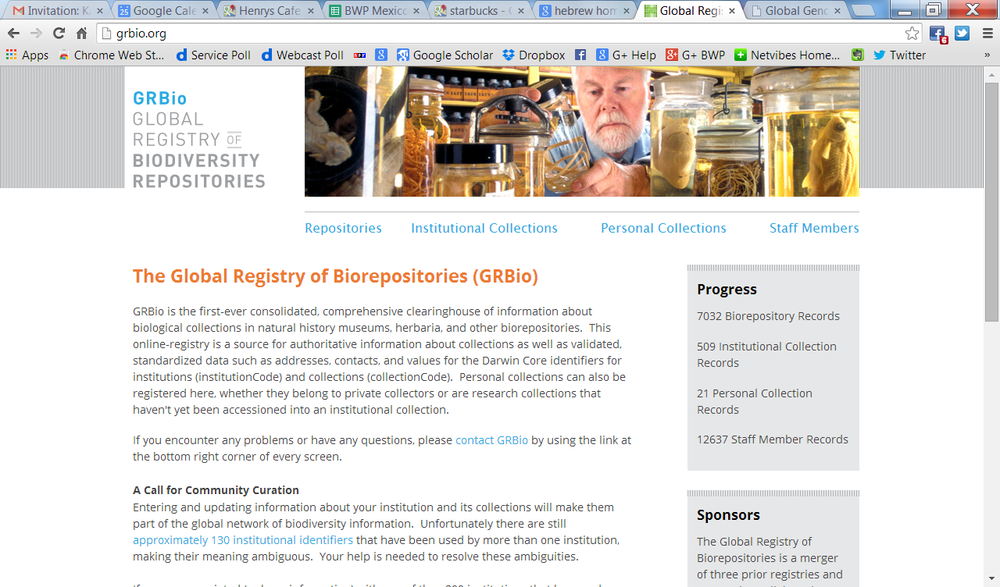 Invitation: K
Google Cale
Henrys Cafe
BWP Mexico
starbucks - G
hebrew hom
Global Regis
Global Geno
25
grbio.org
6
Apps
Chrome Web St...
Service Poll
Webcast Poll
npr
Google Scholar
Dropbox
G+ Help
G+ BWP
Netvibes Home...
Twitter
»
GRBio
GLOBAL
REGISTRY OF
BIODIVERSITY
REPOSITORIES
Repositories Institutional Collections Personal Collections Staff Members
The Global Registry of Biorepositories (GRBio)
GRBio is the first-ever consolidated, comprehensive clearinghouse of information about
biological collections in natural history museums, herbaria, and other biorepositories. This
online-registry is a source for authoritative information about collections as well as validated,
standardized data such as addresses, contacts, and values for the Darwin Core identifiers for
institutions (institutionCode) and collections (collectionCode). Personal collections can also be
registered here, whether they belong to private collectors or are research collections that
haven't yet been accessioned into an institutional collection.
If you encounter any problems or have any questions, please contact GRBio by using the link at
the bottom right corner of every screen.
A Call for Community Curation
Entering and updating information about your institution and its collections will make them
part of the global network of biodiversity information. Unfortunately there are still
approximately 130 institutional identifiers that have been used by more than one institution,
making their meaning ambiguous. Your help is needed to resolve these ambiguities.
Progress
7032 Biorepository Records
509 Institutional Collection
Records
21 Personal Collection
Records
12637 Staff Member Records
Sponsors
The Global Registry of
Biorepositories is a merger
of three prior registries and